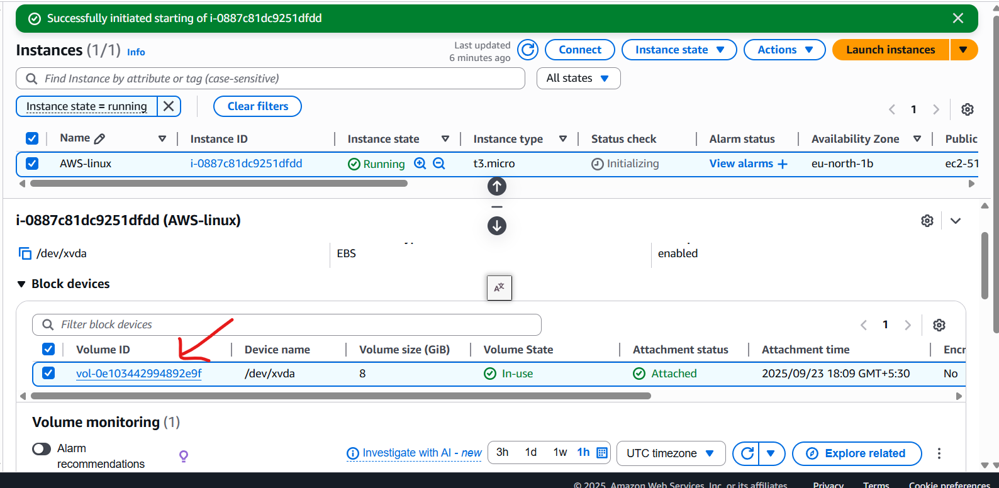 Successfully initiated starting of i-0887c81dc9251dfdd
Instances (1/1) Info
Last updated
6 minutes ago
Connect
Instance state
Actions
Launch instances
Find Instance by attribute or tag (case-sensitive)
All states
Instance state = running
Clear filters
1
Name
Instance ID
Instance state
Instance type
Status check
Alarm status
Availability Zone
Public
AWS-linux
i-0887c81dc9251dfdd
Running
t3.micro
Initializing
View alarms +
eu-north-1b
ec2-51
i-0887c81dc9251dfdd (AWS-linux)
/dev/xvda
EBS
enabled
Block devices
Filter block devices
1
Volume ID
Device name
Volume size (GiB)
Volume State
Attachment status
Attachment time
Encr
vol-0e103442994892e9f
/dev/xvda
8
In-use
Attached
2025/09/23 18:09 GMT+5:30
No
Volume monitoring (1)
Alarm
recommendations
Investigate with AI - new
3h
1d
1w
1h
UTC timezone
Explore related
© 2025, Amazon Web Services, Inc. or its affiliates.
Privacy
Terms
Cookie preferences